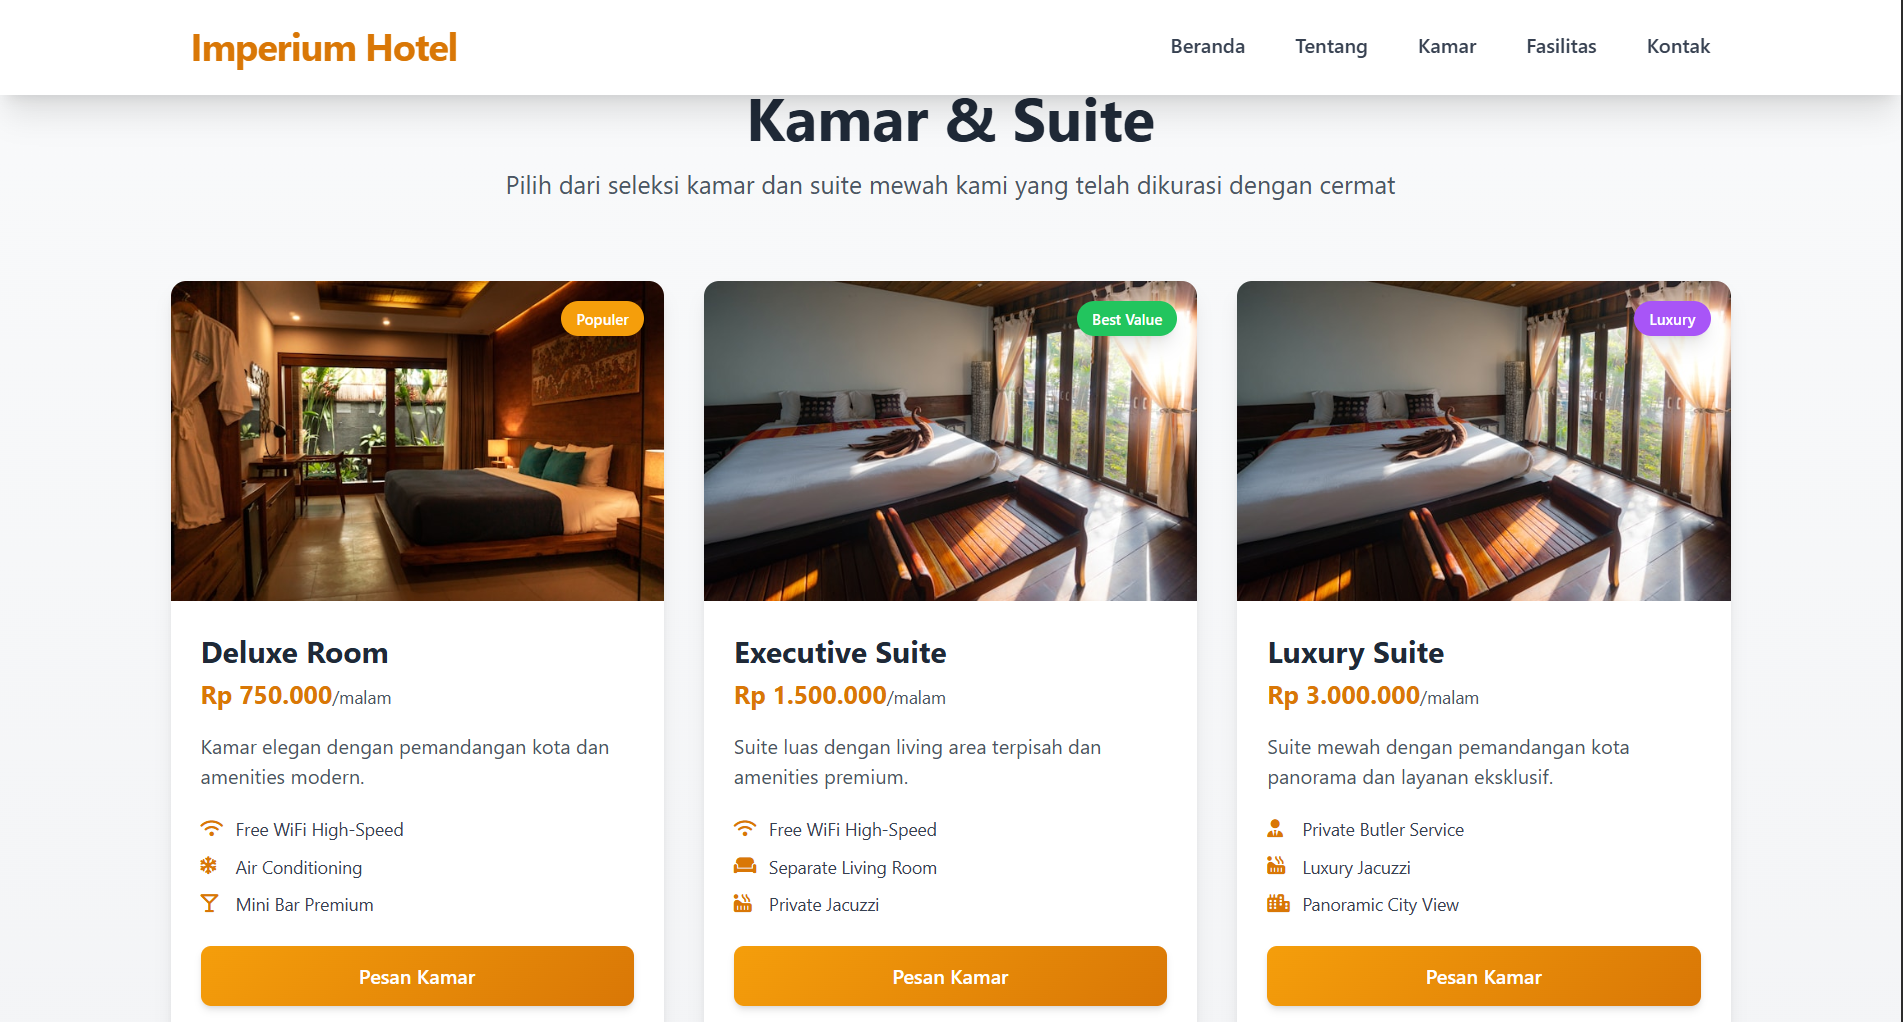 Imperium Hotel
Beranda
Tentang
Kamar
Fasilitas
Kontak
Kamar & Suite
Pilih dari seleksi kamar dan suite mewah kami yang telah dikurasi dengan cermat
Populer
Deluxe Room
Rp 750.000/malam
Kamar elegan dengan pemandangan kota dan
amenities modern.
Free WiFi High-Speed
Air Conditioning
Mini Bar Premium
Pesan Kamar
Best Value
Executive Suite
Rp 1.500.000/malam
Suite luas dengan living area terpisah dan
amenities premium.
Free WiFi High-Speed
Separate Living Room
Private Jacuzzi
Pesan Kamar
Luxury
Luxury Suite
Rp 3.000.000/malam
Suite mewah dengan pemandangan kota
panorama dan layanan eksklusif.
Private Butler Service
Luxury Jacuzzi
Panoramic City View
Pesan Kamar